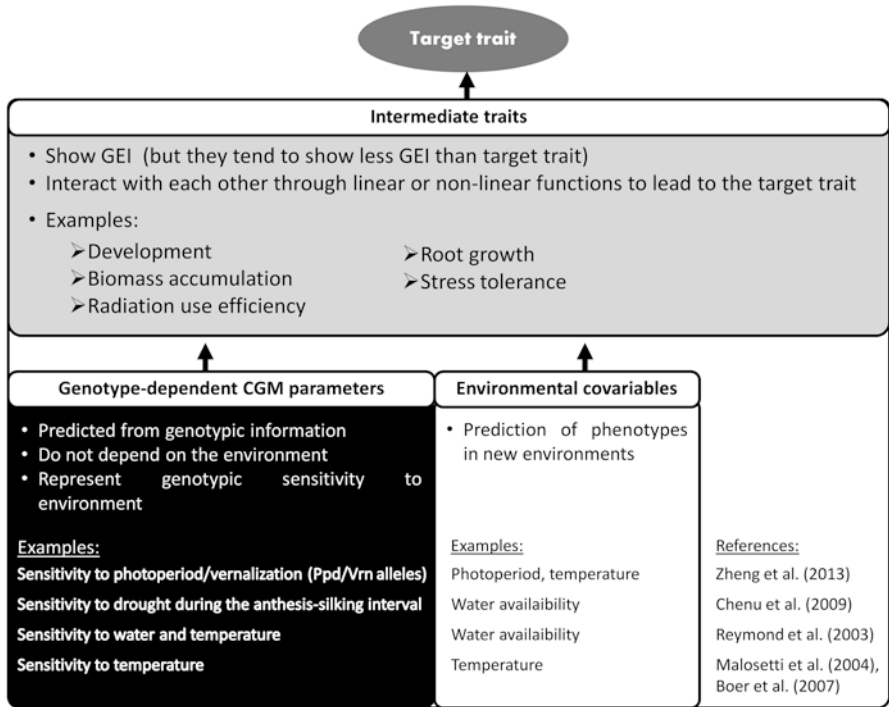 Target trait
Intermediate traits
• Show GEI (but they tend to show less GEI than target trait)
• Interact with each other through linear or non-linear functions to lead to the target trait
• Examples:
➢Development
➢Biomass accumulation
➢Radiation use efficiency
➢Root growth
➢Stress tolerance
Genotype-dependent CGM parameters
• Predicted from genotypic information
• Do not depend on the environment
• Represent genotypic sensitivity to
environment
Examples:
Sensitivity to photoperiod/vernalization (Ppd/Vrn alleles)
Sensitivity to drought during the anthesis-silking interval
Sensitivity to water and temperature
Sensitivity to temperature
Environmental covariables
• Prediction of phenotypes
in new environments
Examples:
Photoperiod, temperature
Water availaibility
Water availaibility
Temperature
References:
Zheng et al. (2013)
Chenu et al. (2009)
Reymond et al. (2003)
Malosetti et al. (2004),
Boer et al. (2007)